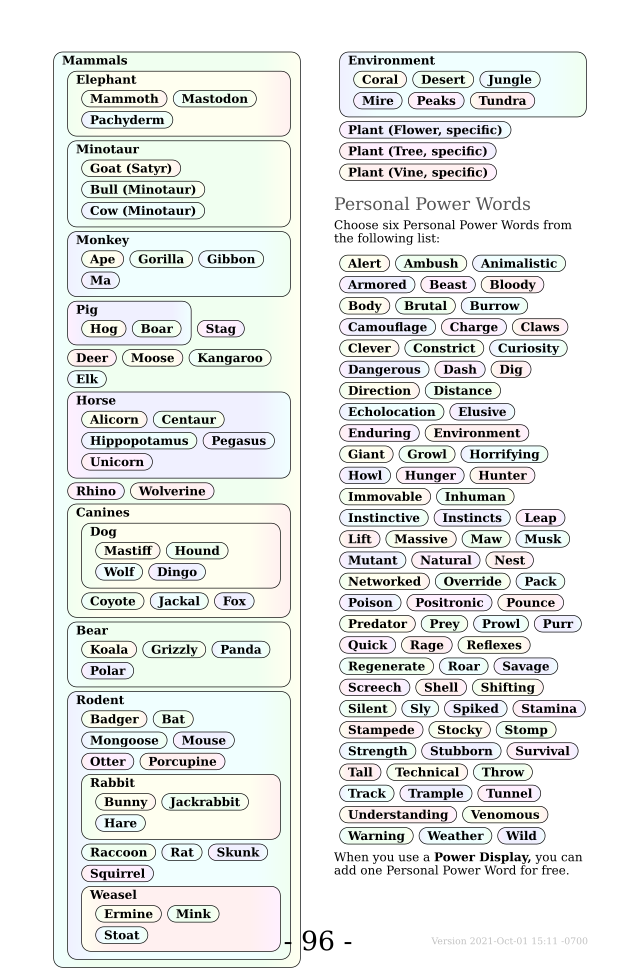 Mammals
Elephant
Mammoth Mastodon
Pachyderm
Minotaur
Goat (Satyr)
Bull (Minotaur)
Cow (Minotaur)
Monkey
Ape Gorilla Gibbon
Ma
Pig
Hog Boar Stag
Deer Moose Kangaroo
Elk
Horse
Alicorn Centaur
Hippopotamus Pegasus
Unicorn
Rhino Wolverine
Canines
Dog
Mastiff Hound
Wolf Dingo
Coyote Jackal Fox
Bear
Koala Grizzly Panda
Polar
Rodent
Badger Bat
Mongoose Mouse
Otter Porcupine
Rabbit
Bunny Jackrabbit
Hare
Raccoon Rat Skunk
Squirrel
Weasel
Ermine Mink
Stoat
Environment
Coral Desert Jungle
Mire Peaks Tundra
Plant (Flower, specific)
Plant (Tree, specific)
Plant (Vine, specific)
Personal Power Words
Choose six Personal Power Words from
the following list:
Alert Ambush Animalistic
Armored Beast Bloody
Body Brutal Burrow
Camouflage Charge Claws
Clever Constrict Curiosity
Dangerous Dash Dig
Direction Distance
Echolocation Elusive
Enduring Environment
Giant Growl Horrifying
Howl Hunger Hunter
Immovable Inhuman
Instinctive Instincts Leap
Lift Massive Maw Musk
Mutant Natural Nest
Networked Override Pack
Poison Positronic Pounce
Predator Prey Prowl Purr
Quick Rage Reflexes
Regenerate Roar Savage
Screech Shell Shifting
Silent Sly Spiked Stamina
Stampede Stocky Stomp
Strength Stubborn Survival
Tall Technical Throw
Track Trample Tunnel
Understanding Venomous
Warning Weather Wild
When you use a Power Display, you can
add one Personal Power Word for free.
- 96 -
Version 2021-Oct-01 15:11 -0700